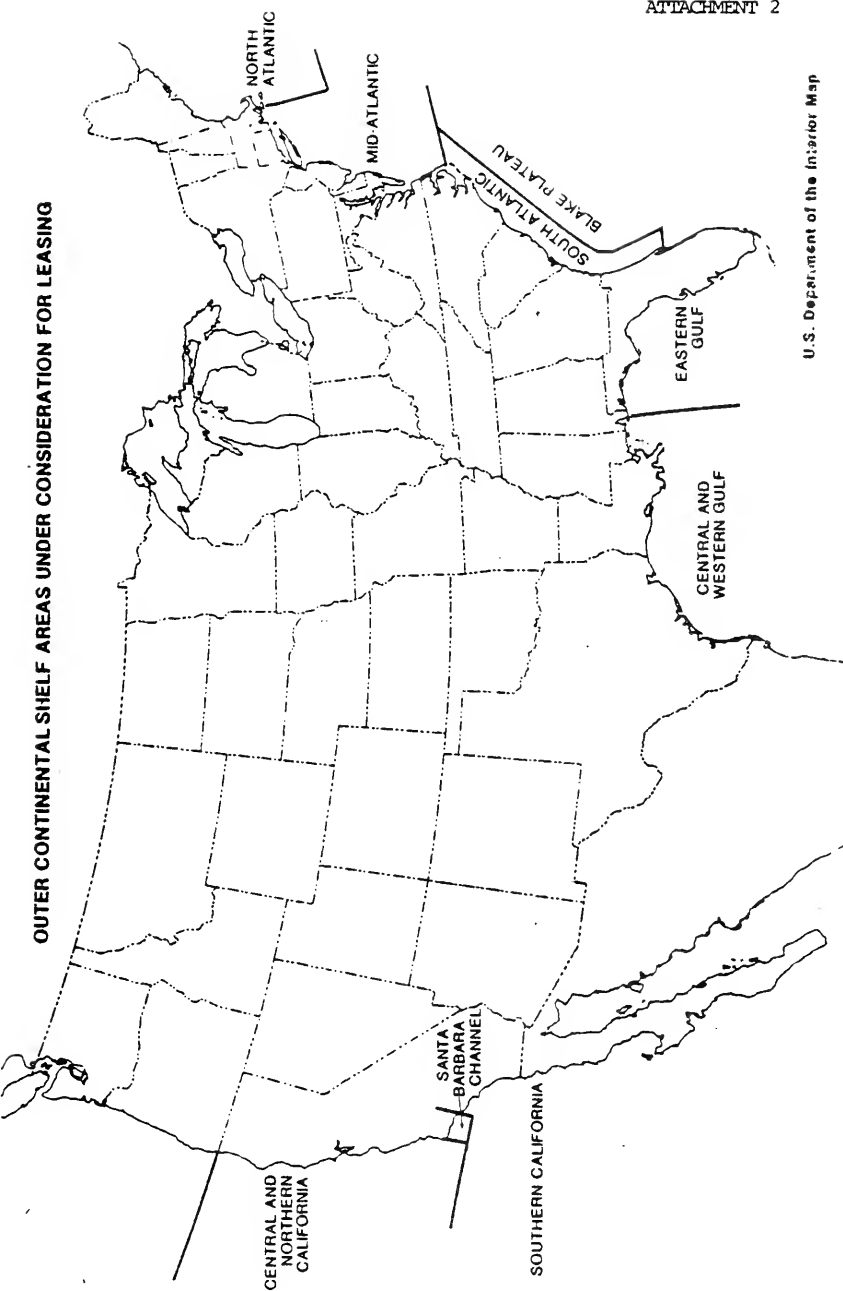 ATTACHMENT 2
OUTER CONTINENTAL SHELF AREAS UNDER CONSIDERATION FOR LEASING
NORTH
ATLANTIC
MID-ATLANTIC
SOUTH ATLANTIC
BLAKE PLATEAU
EASTERN
GULF
CENTRAL AND
WESTERN GULF
SANTA
BARBARA
CHANNEL
CENTRAL AND
NORTHERN
CALIFORNIA
SOUTHERN CALIFORNIA
U.S. Department of the Interior Map